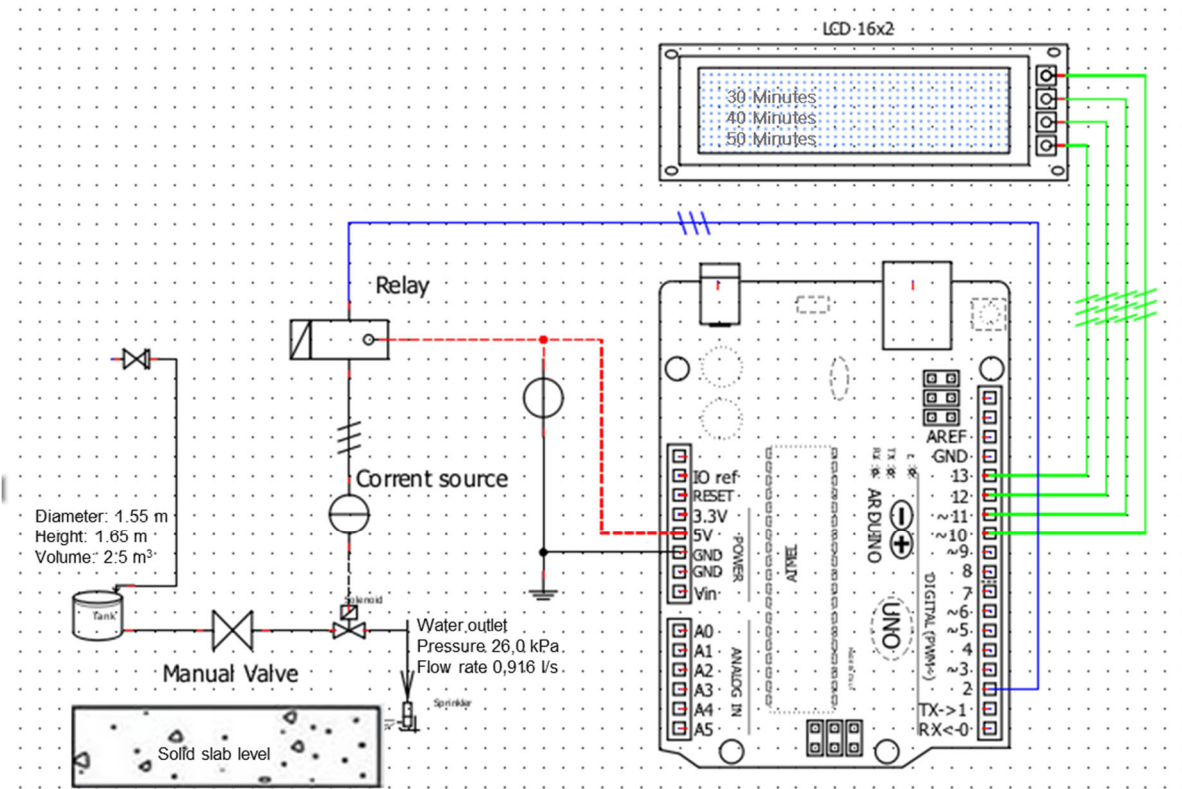 LCD 16x2
30 Minutes
40 Minutes
50 Minutes
Relay
Corrent source
Diameter: 1.55 m
Height: 1.65 m
Volume: 2.5 m³
Tank
Solenoid
Manual Valve
Water outlet
Pressure 26,0 kPa
Flow rate 0,916 l/s
Sprinkler
Solid slab level
IO ref
RESET
3.3V
5V
GND
GND
Vin
POWER
A0
A1
A2
A3
A4
A5
ANALOG IN
ATMEL
RX
TX
L
ARDUINO
UNO
AREF
GND
13
12
~11
~10
~9
8
7
~6
~5
4
~3
2
TX->1
RX<-0
DIGITAL (PWM~)